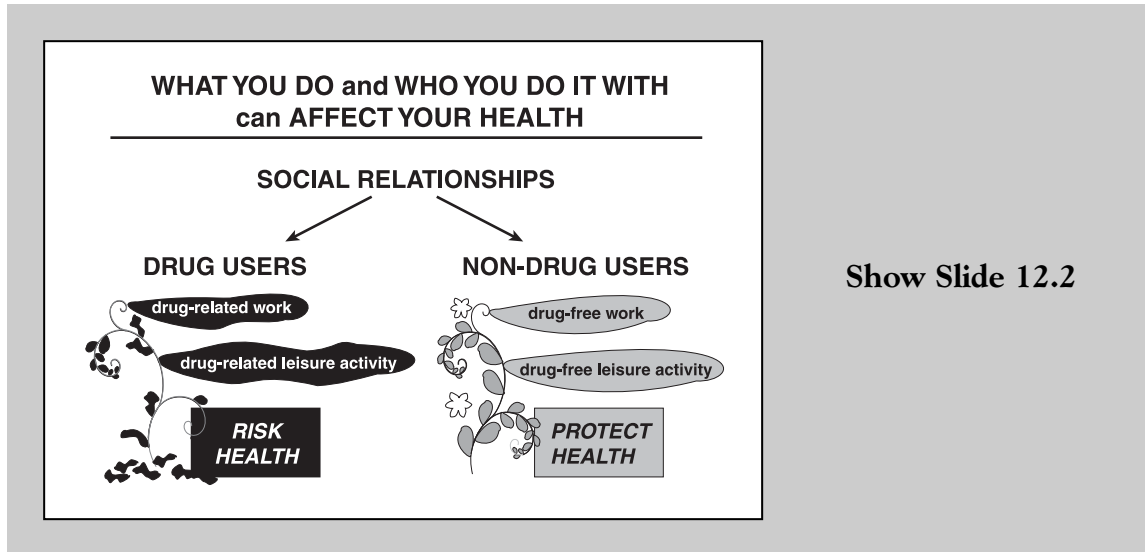 WHAT YOU DO and WHO YOU DO IT WITH
can AFFECT YOUR HEALTH
SOCIAL RELATIONSHIPS
DRUG USERS
drug-related work
drug-related leisure activity
RISK
HEALTH
NON-DRUG USERS
drug-free work
drug-free leisure activity
PROTECT
HEALTH
Show Slide 12.2